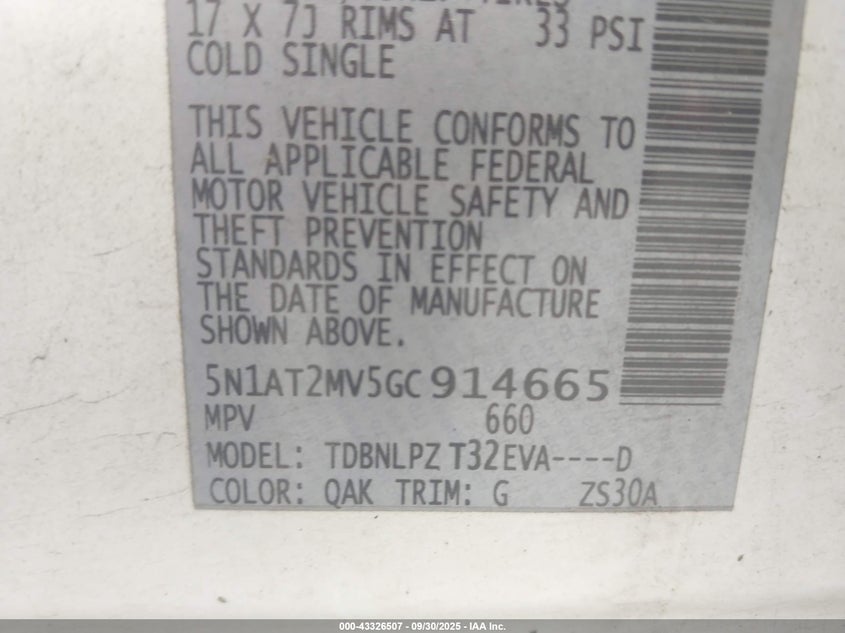 17 X 7J RIMS AT 33 PSI
COLD SINGLE
THIS VEHICLE CONFORMS TO
ALL APPLICABLE FEDERAL
MOTOR VEHICLE SAFETY AND
THEFT PREVENTION
STANDARDS IN EFFECT ON
THE DATE OF MANUFACTURE
SHOWN ABOVE.
5N1AT2MV5GC914665
MPV 660
MODEL: TDBNLPZ T32EVA----D
COLOR: QAK TRIM: G ZS30A
000-43326507 - 09/30/2025 - IAA Inc.